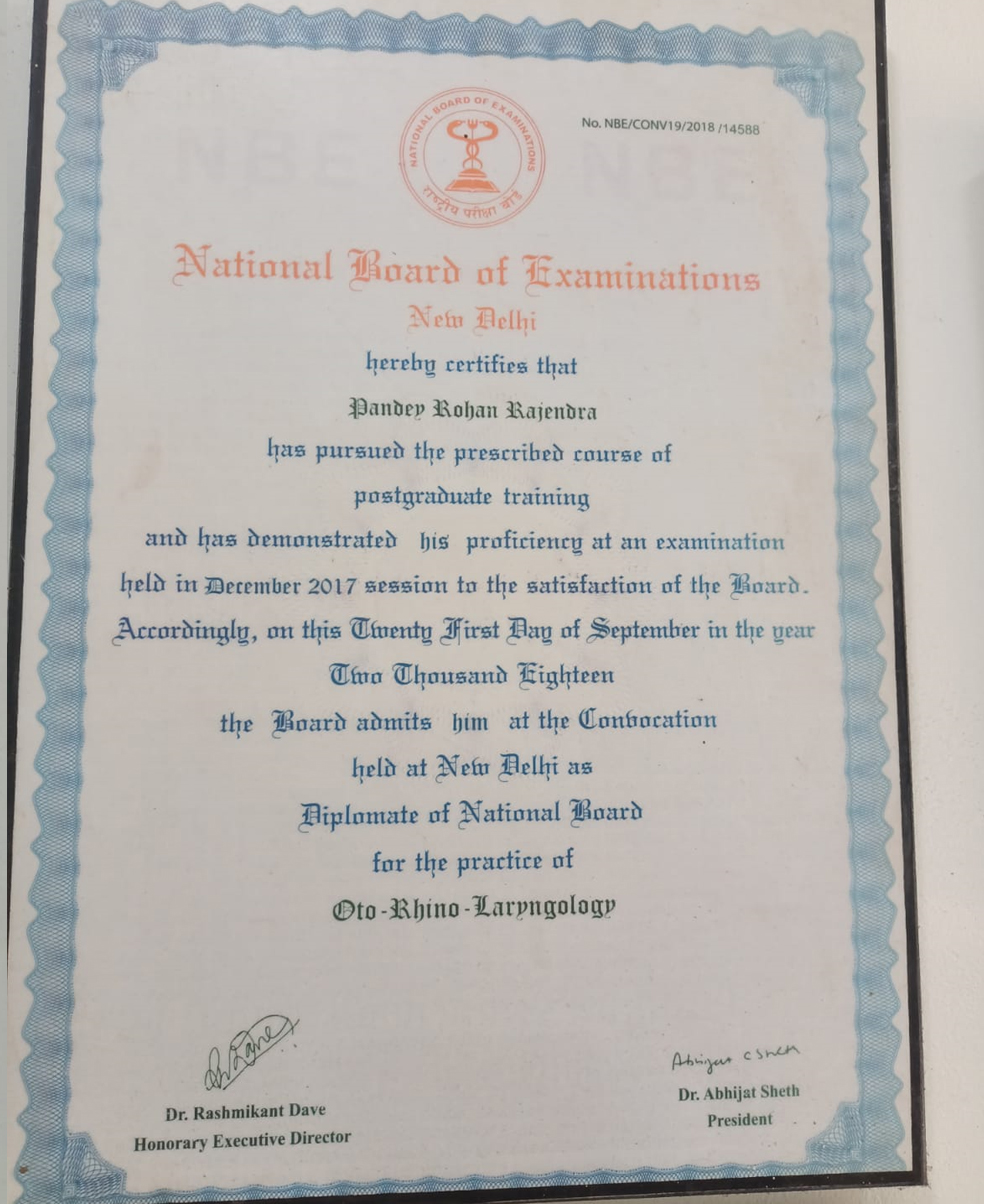 NATIONAL BOARD OF EXAMINATIONS
राष्ट्रीय परीक्षा बोर्ड
No. NBE/CONV19/2018 /14588
NBE NBE
National Board of Examinations
New Delhi
hereby certifies that
Pandey Rohan Rajendra
has pursued the prescribed course of
postgraduate training
and has demonstrated his proficiency at an examination
held in December 2017 session to the satisfaction of the Board.
Accordingly, on this Twenty First Day of September in the year
Two Thousand Eighteen
the Board admits him at the Convocation
held at New Delhi as
Diplomate of National Board
for the practice of
Oto-Rhino-Laryngology
Abhijat C Sheth
Dr. Rashmikant Dave
Honorary Executive Director
Dr. Abhijat Sheth
President